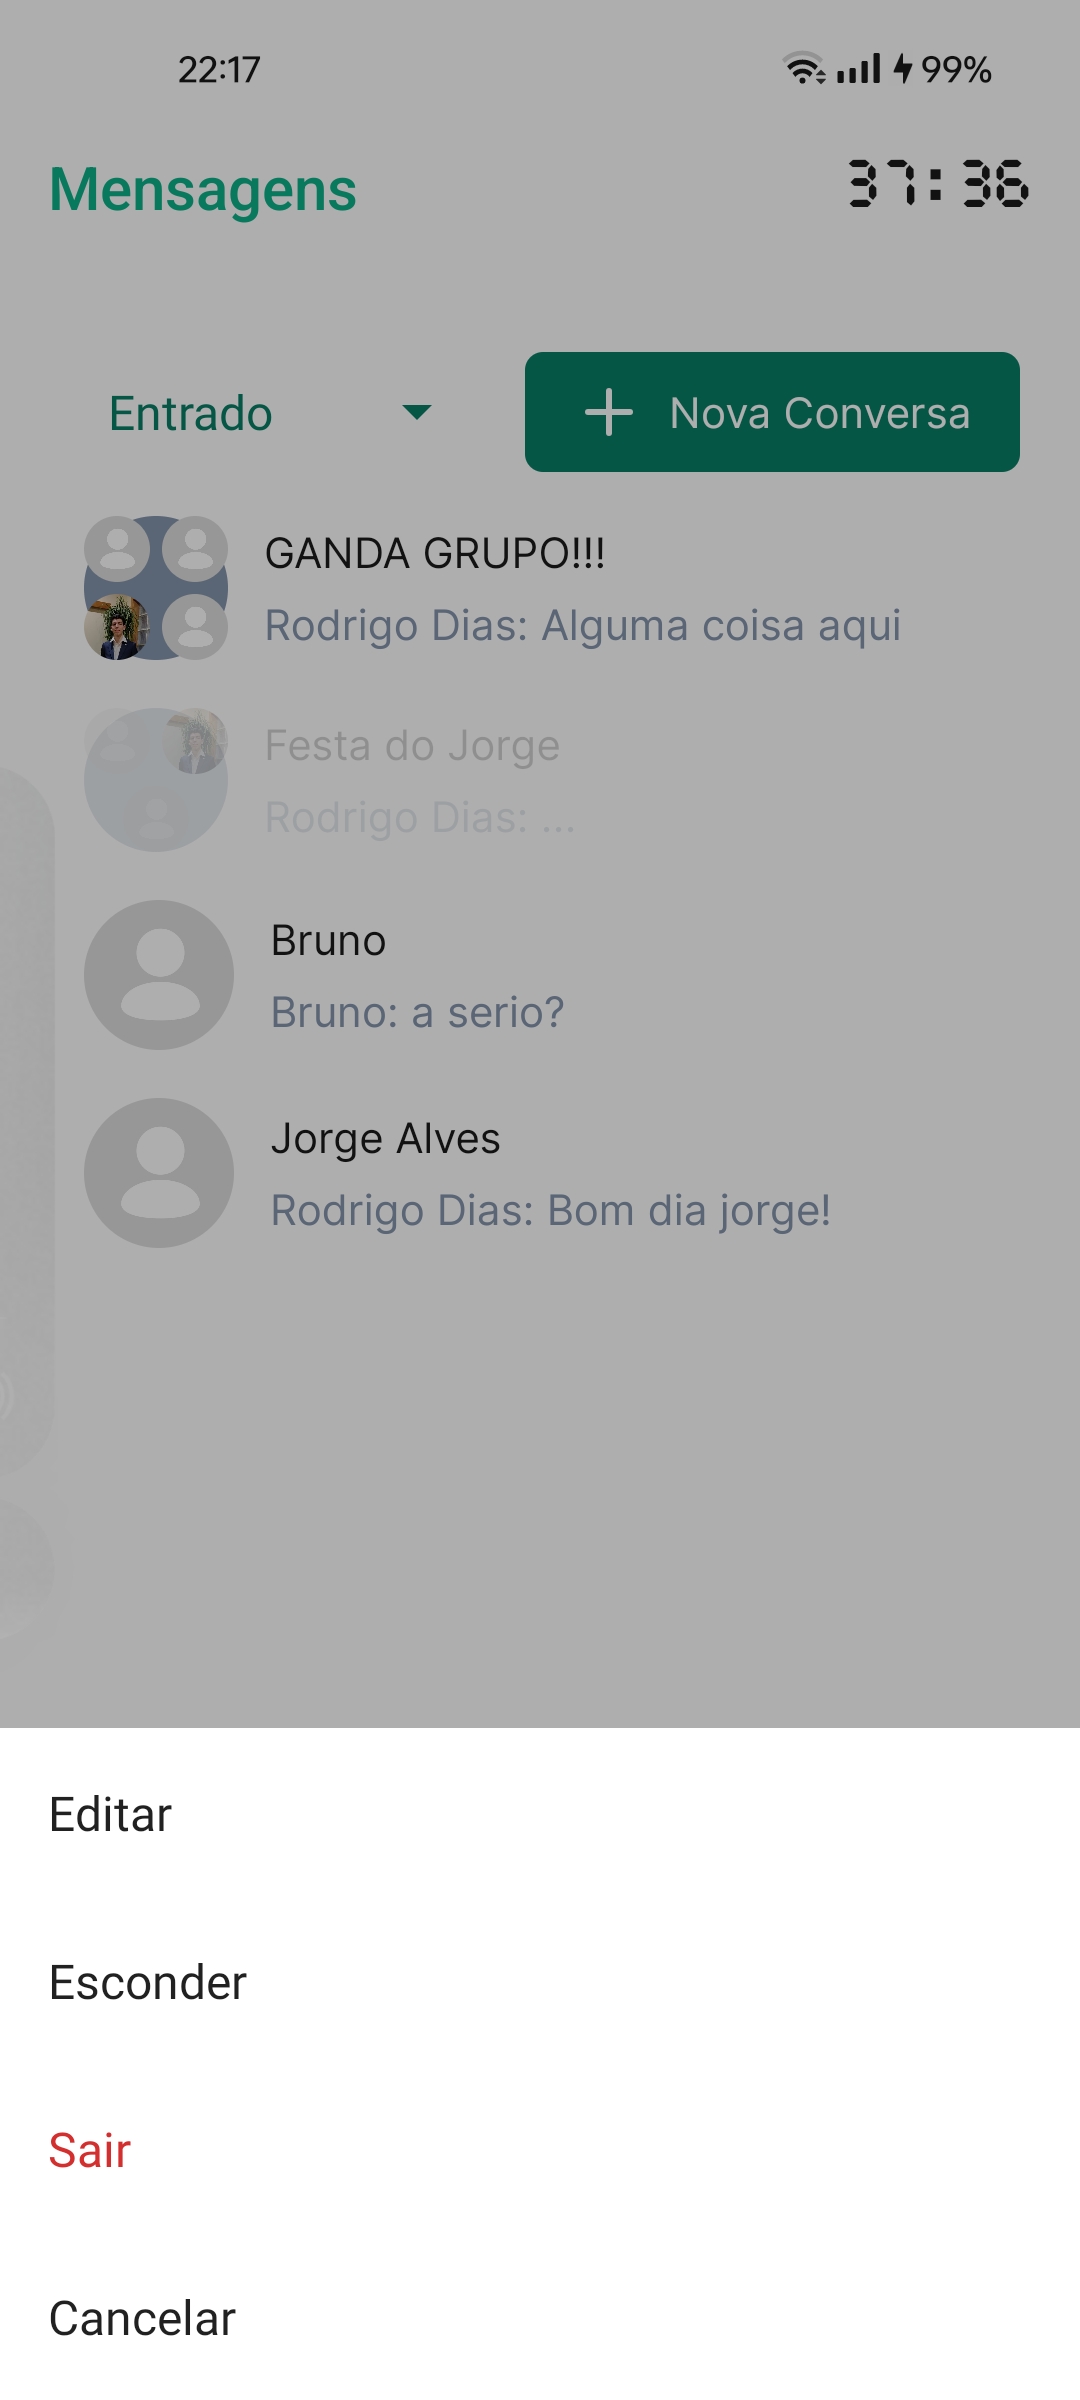 22:17
99%
Mensagens
37:36
Entrado
Nova Conversa
GANDA GRUPO!!!
Rodrigo Dias: Alguma coisa aqui
Festa do Jorge
Rodrigo Dias: ...
Bruno
Bruno: a serio?
Jorge Alves
Rodrigo Dias: Bom dia jorge!
Editar
Esconder
Sair
Cancelar